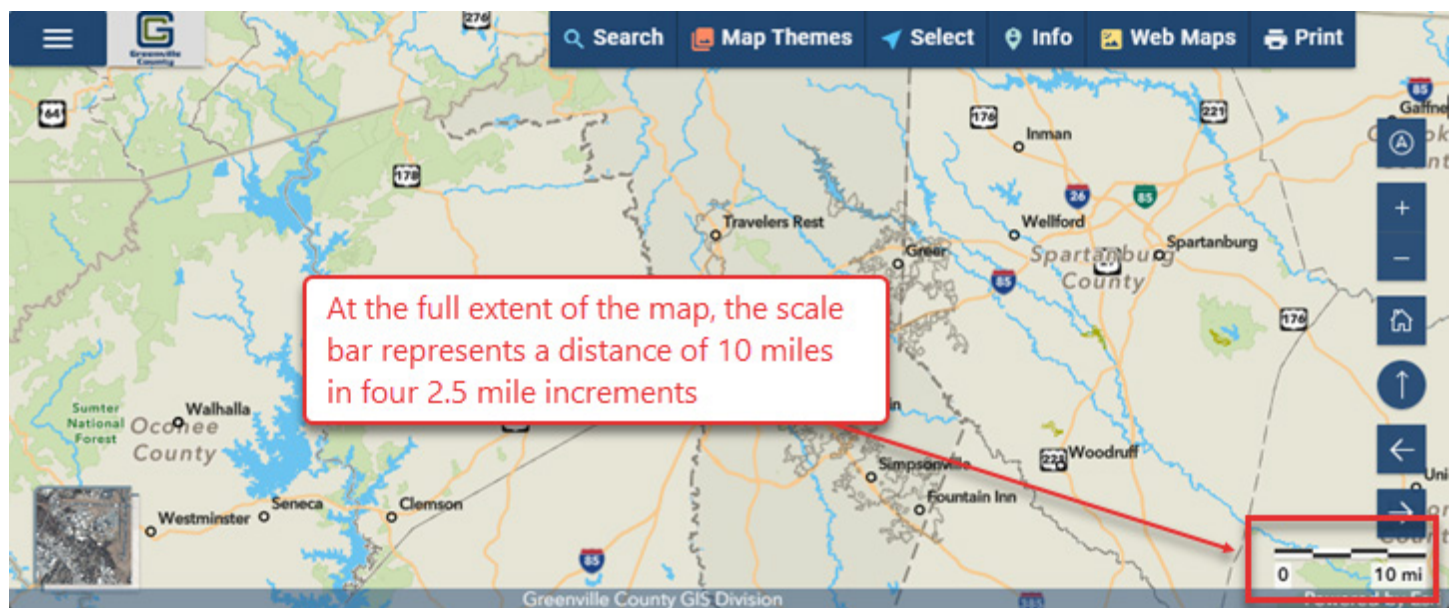 276
Greenville
County
Search
Map Themes
Select
Info
Web Maps
Print
64
178
176
221
85
Inman
26
85
Travelers Rest
Wellford
Greer
Spartanburg
Spartanburg
County
85
176
At the full extent of the map, the scale
bar represents a distance of 10 miles
in four 2.5 mile increments
Sumter
National
Forest
Walhalla
Oconee
County
Woodruff
Simpsonville
Fountain Inn
Seneca
Clemson
Westminster
85
385
0
10 mi
Greenville County GIS Division